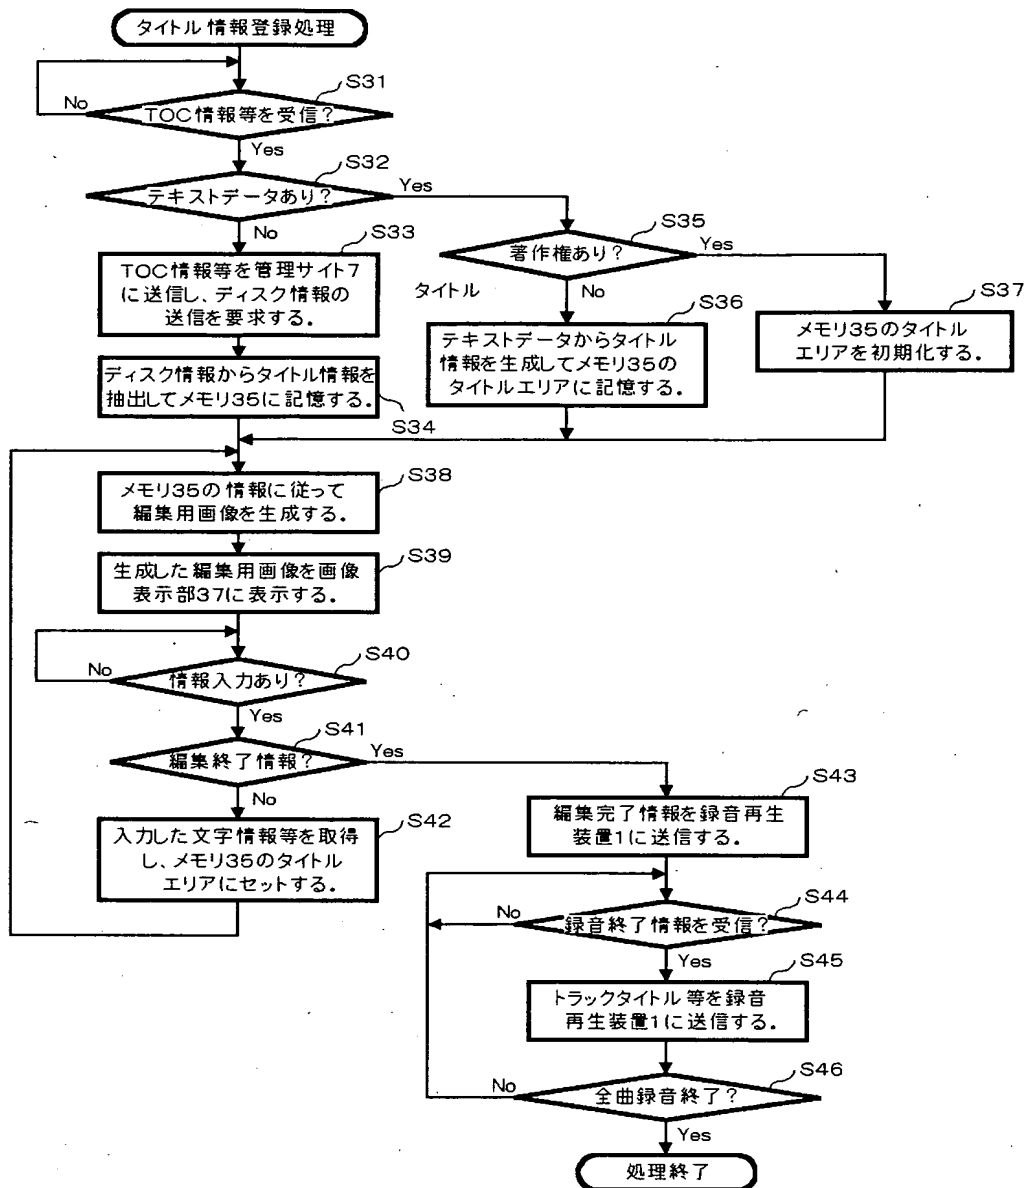 タイトル情報登録処理
S31
No
TOC情報等を受信?
Yes
S32
テキストデータあり?
Yes
No
S33
TOC情報等を管理サイト7
に送信し、ディスク情報の
送信を要求する。
S35
著作権あり?
Yes
No
タイトル
S36
テキストデータからタイトル
情報を生成してメモリ35の
タイトルエリアに記憶する。
S37
メモリ35のタイトル
エリアを初期化する。
ディスク情報からタイトル情報を
抽出してメモリ35に記憶する。
S34
S38
メモリ35の情報に従って
編集用画像を生成する。
S39
生成した編集用画像を画像
表示部37に表示する。
S40
No
情報入力あり?
Yes
S41
編集終了情報?
Yes
No
S42
入力した文字情報等を取得
し、メモリ35のタイトル
エリアにセットする。
S43
編集完了情報を録音再生
装置1に送信する。
S44
No
録音終了情報を受信?
Yes
S45
トラックタイトル等を録音
再生装置1に送信する。
S46
No
全曲録音終了?
Yes
処理終了